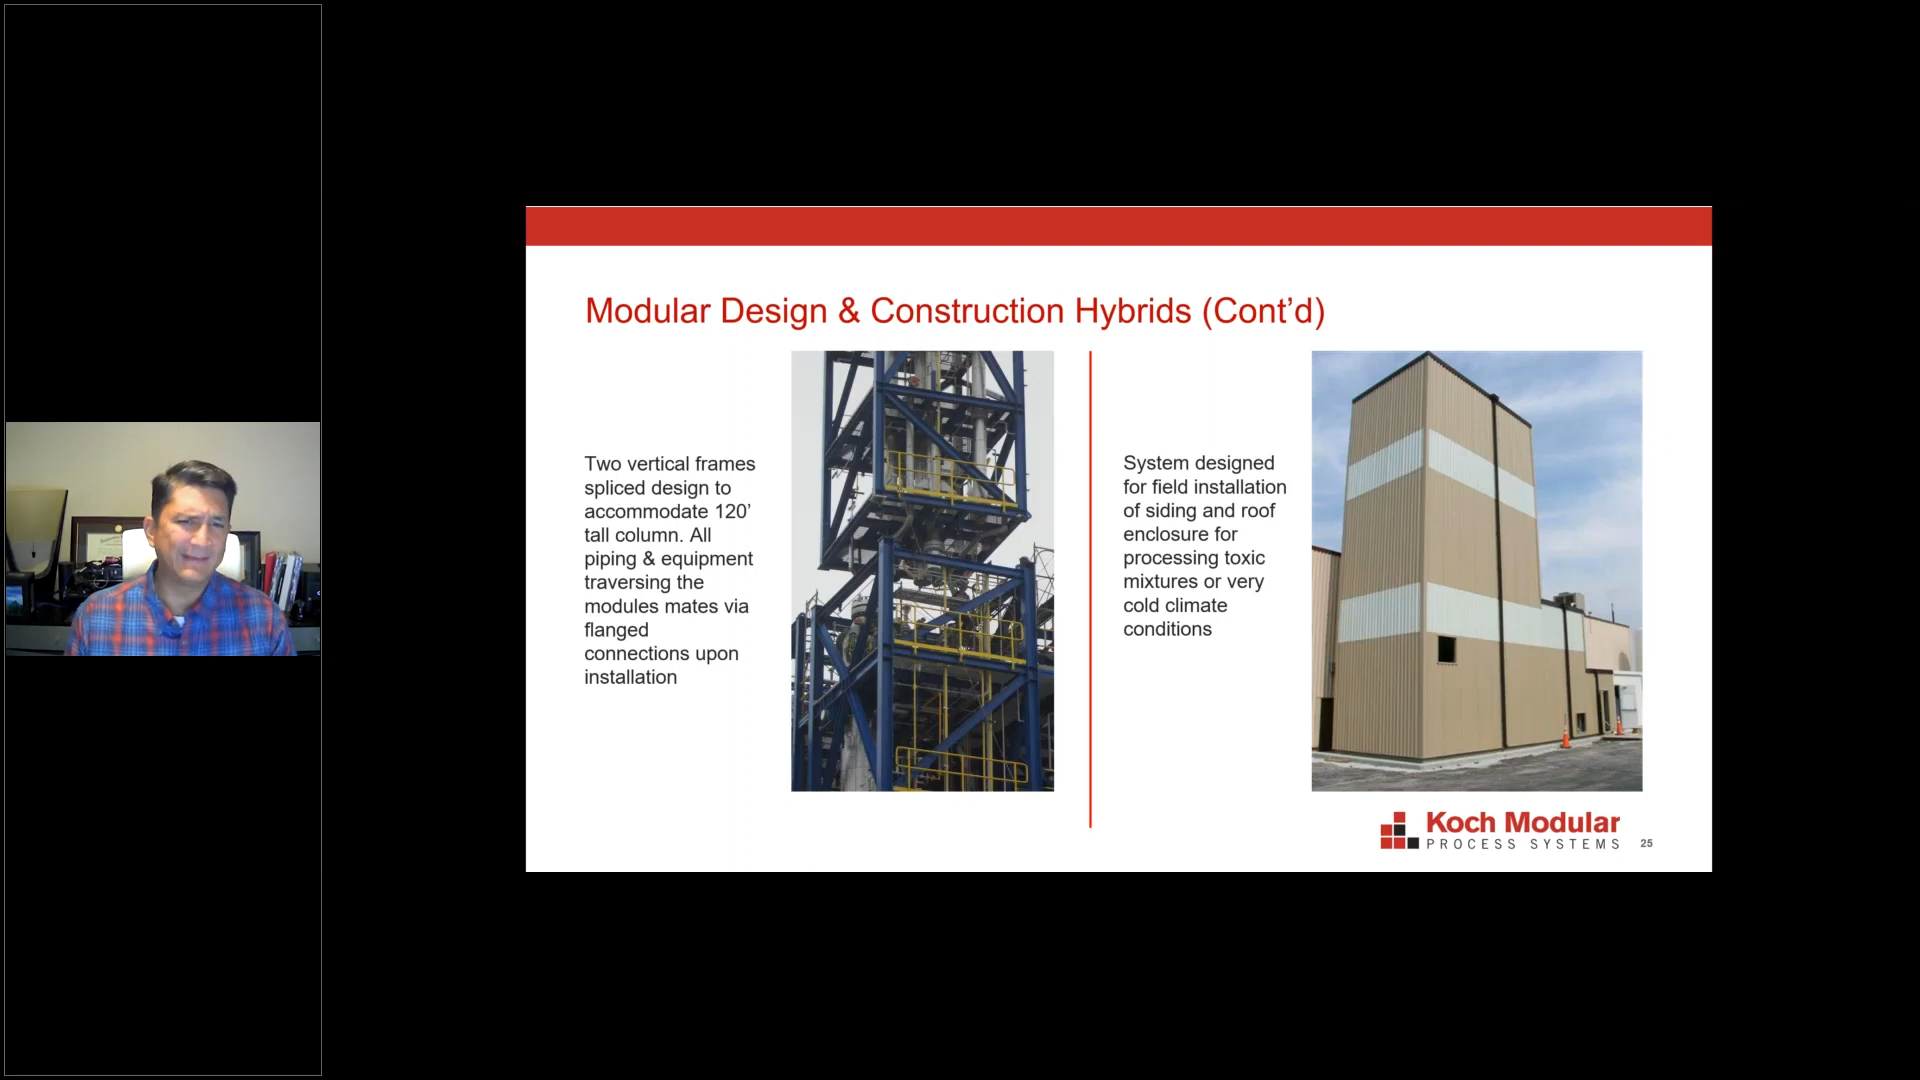 Modular Design & Construction Hybrids (Cont’d)
Two vertical frames
spliced design to
accommodate 120’
tall column. All
piping & equipment
traversing the
modules mates via
flanged
connections upon
installation
System designed
for field installation
of siding and roof
enclosure for
processing toxic
mixtures or very
cold climate
conditions
Koch Modular
PROCESS SYSTEMS
25